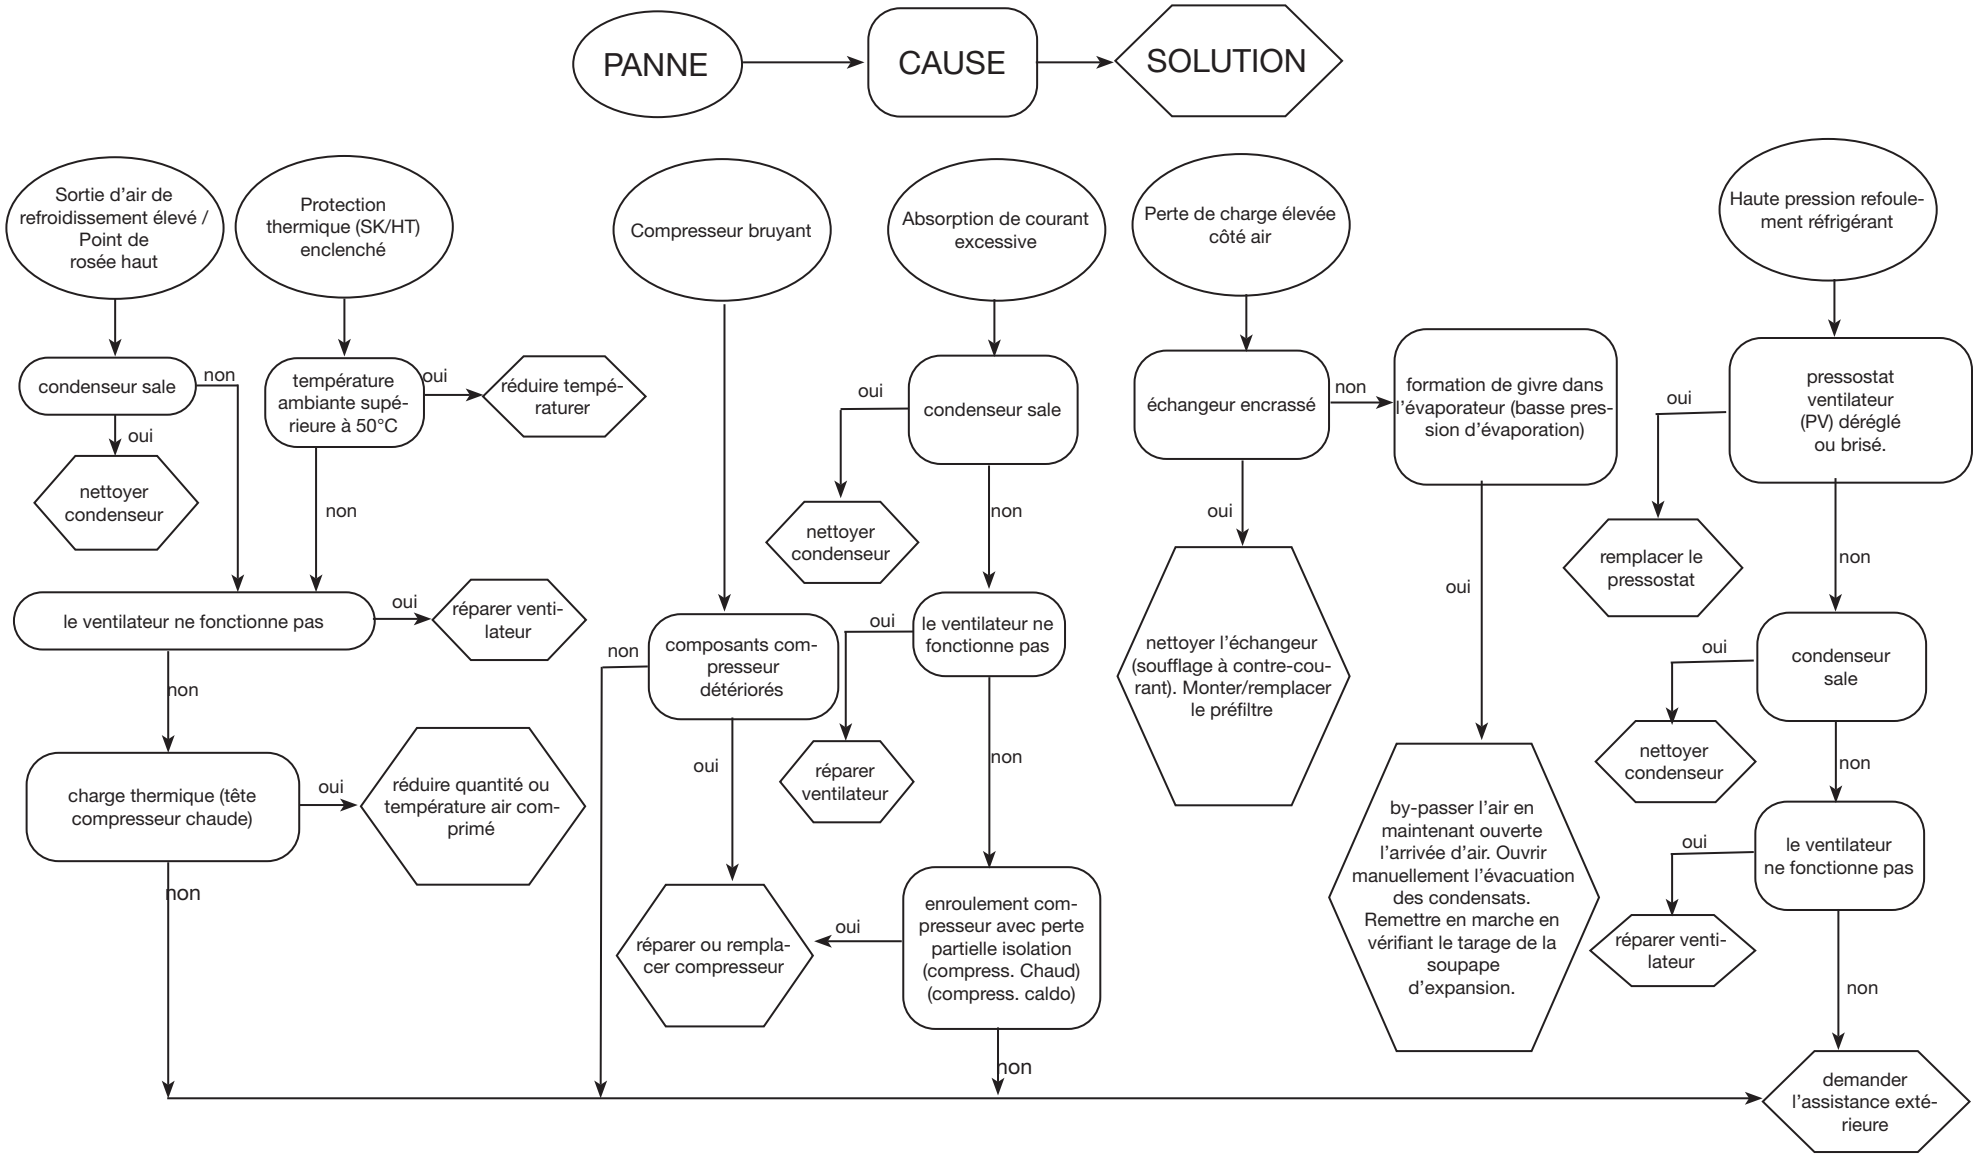 PANNE
CAUSE
SOLUTION
Sortie d'air de
refroidissement élevé /
Point de
rosée haut
Protection
thermique (SK/HT)
enclenché
Compresseur bruyant
Absorption de courant
excessive
Perte de charge élevée
côté air
Haute pression refoule-
ment réfrigérant
condenseur sale
non
oui
nettoyer
condenseur
température
ambiante supé-
rieure à 50°C
oui
réduire tempé-
raturer
non
le ventilateur ne fonctionne pas
oui
réparer venti-
lateur
non
charge thermique (tête
compresseur chaude)
oui
réduire quantité ou
température air com-
primé
non
composants com-
presseur
détériorés
non
oui
réparer ou rempla-
cer compresseur
condenseur sale
oui
nettoyer
condenseur
non
le ventilateur ne
fonctionne pas
oui
réparer
ventilateur
non
enroulement com-
presseur avec perte
partielle isolation
(compress. Chaud)
(compress. caldo)
oui
non
échangeur encrassé
non
oui
nettoyer l'échangeur
(soufflage à contre-cou-
rant). Monter/remplacer
le préfiltre
formation de givre dans
l'évaporateur (basse pres-
sion d'évaporation)
oui
by-passer l'air en
maintenant ouverte
l'arrivée d'air. Ouvrir
manuellement l'évacuation
des condensats.
Remettre en marche en
vérifiant le tarage de la
soupape
d'expansion.
pressostat
ventilateur
(PV) déréglé
ou brisé.
oui
remplacer le
pressostat
non
condenseur
sale
oui
nettoyer
condenseur
non
le ventilateur
ne fonctionne pas
oui
réparer venti-
lateur
non
demander
l'assistance exté-
rieure